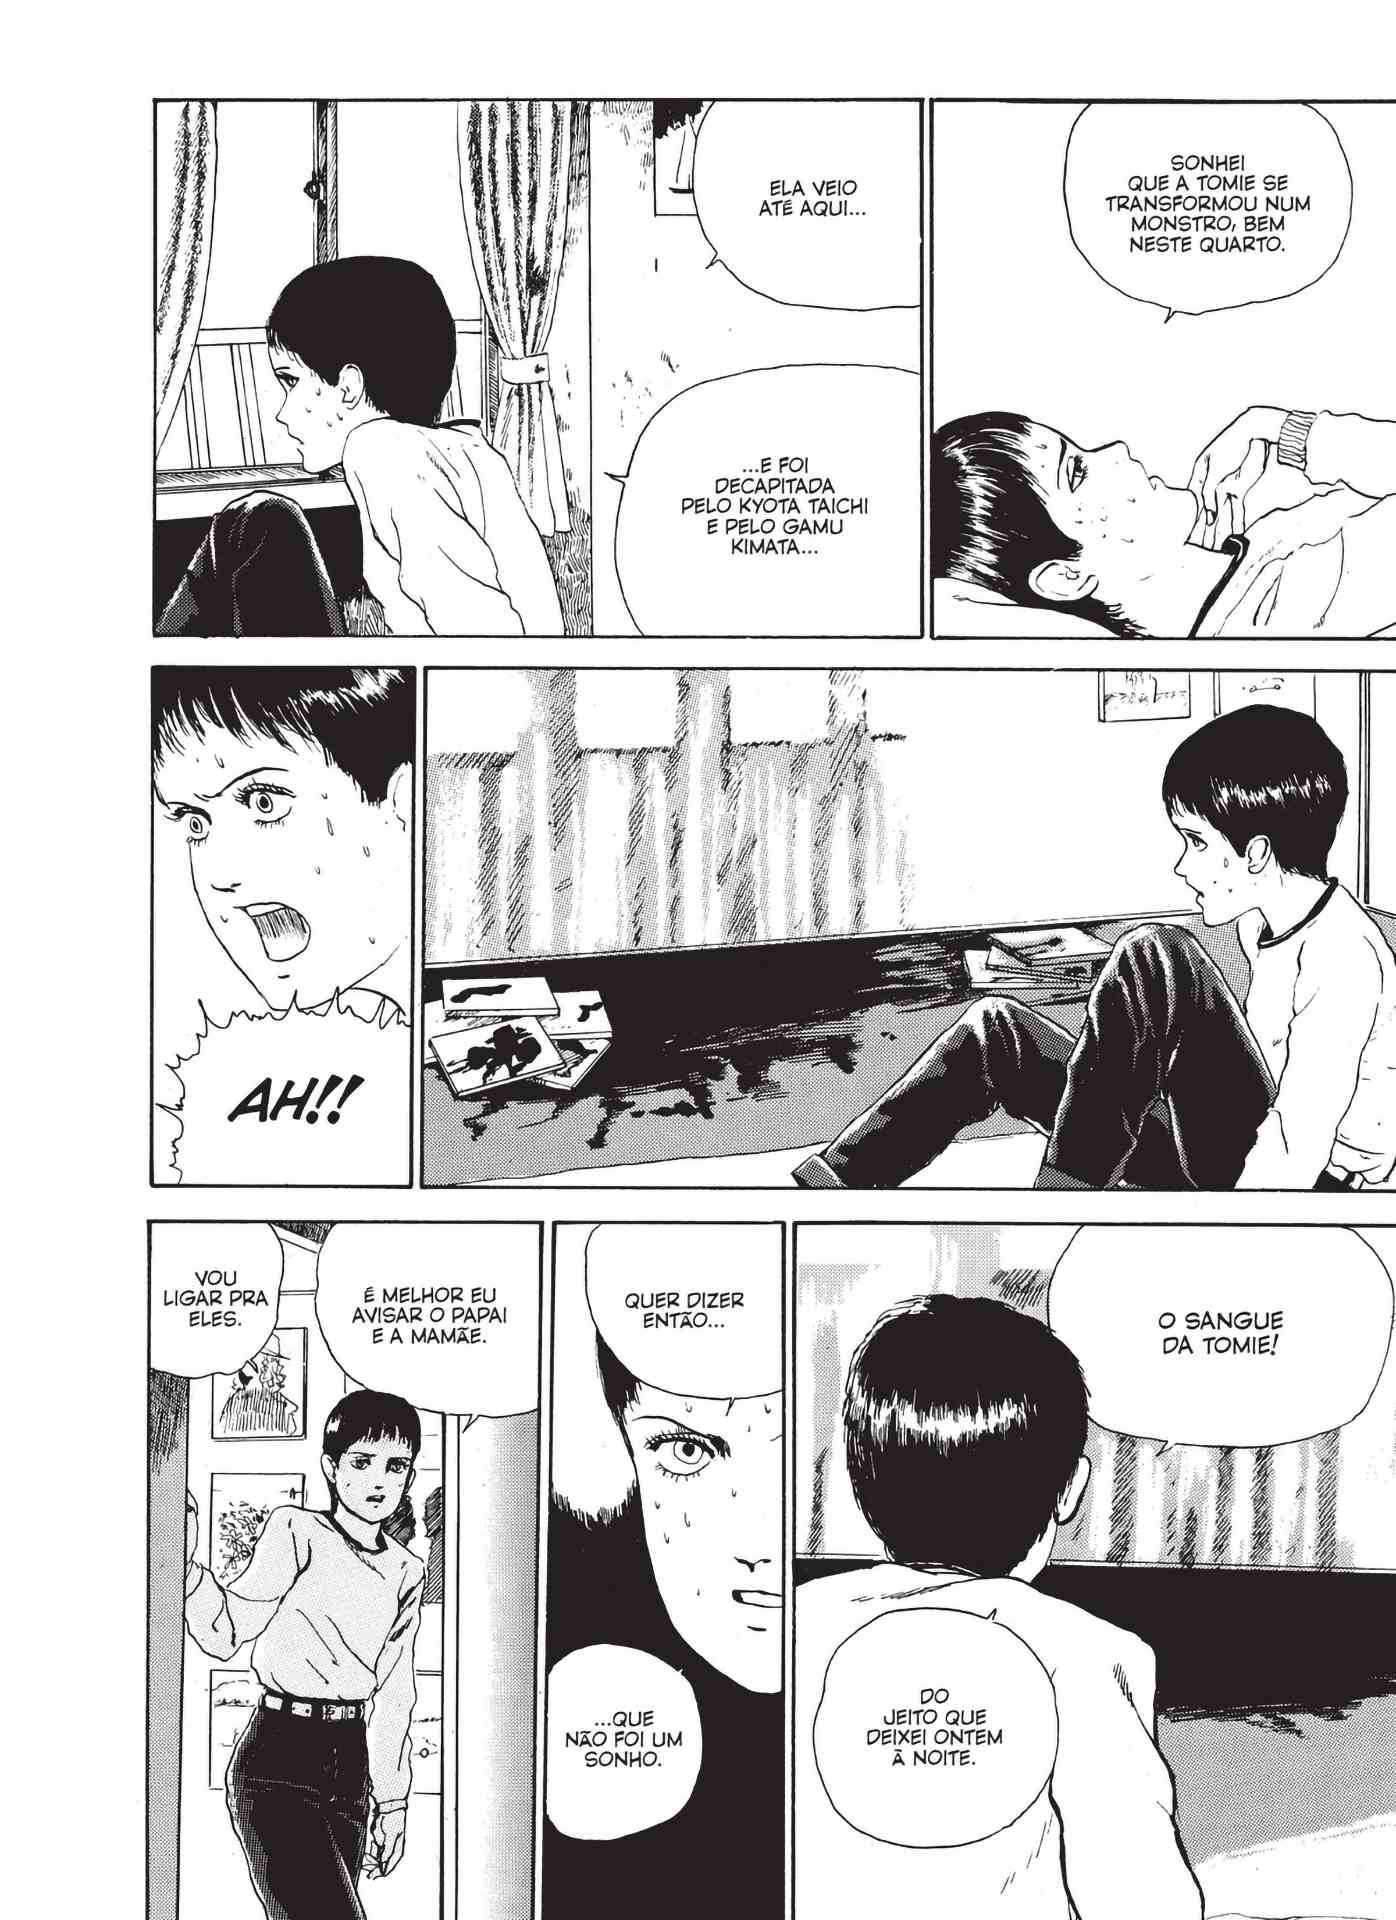 SONHEI
QUE A TOMIE SE
TRANSFORMOU NUM
MONSTRO, BEM
NESTE QUARTO.
ELA VEIO
ATÉ AQUI...
...E FOI
DECAPITADA
PELO KYOTA TAICHI
E PELO GAMU
KIMATA...
AH!!
O SANGUE
DA TOMIE!
DO
JEITO QUE
DEIXEI ONTEM
À NOITE.
QUER DIZER
ENTÃO...
...QUE
NÃO FOI UM
SONHO.
É MELHOR EU
AVISAR O PAPAI
E A MAMÃE.
VOU
LIGAR PRA
ELES.